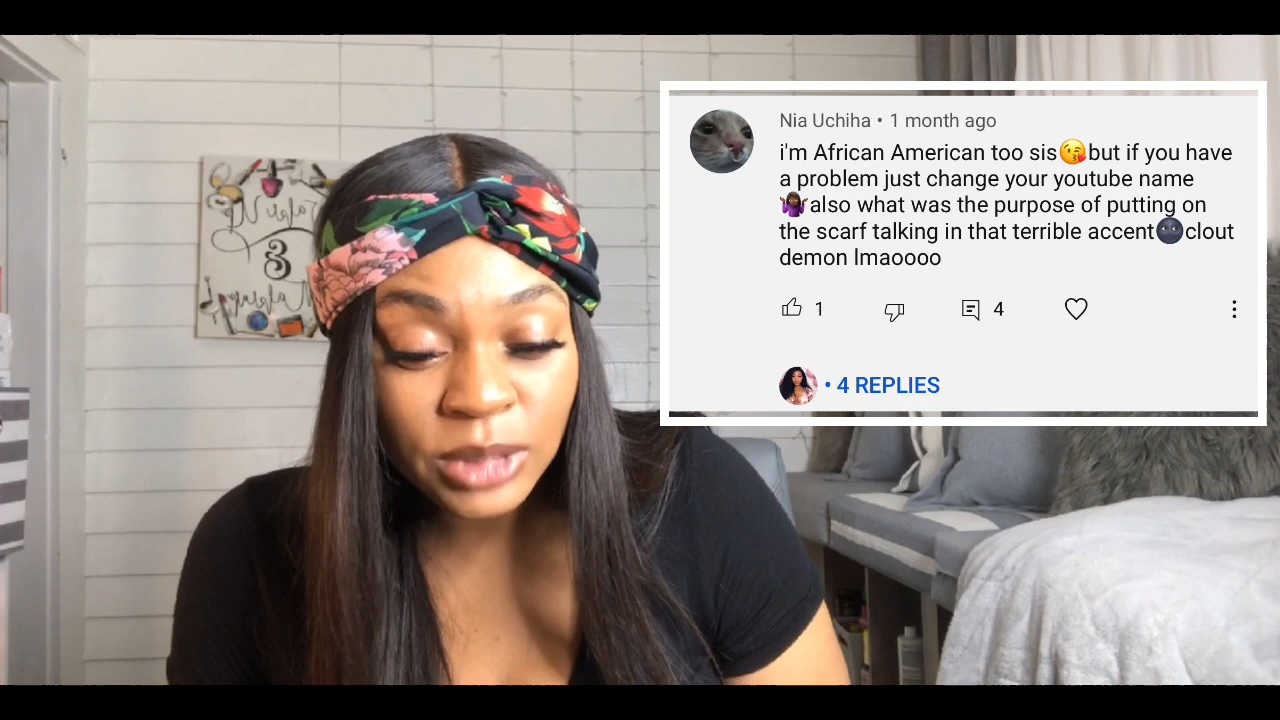 Nia Uchiha • 1 month ago
i'm African American too sis😘but if you have
a problem just change your youtube name
🤷🏾‍♀️also what was the purpose of putting on
the scarf talking in that terrible accent🌚clout
demon lmaoooo
1
4
• 4 REPLIES
3